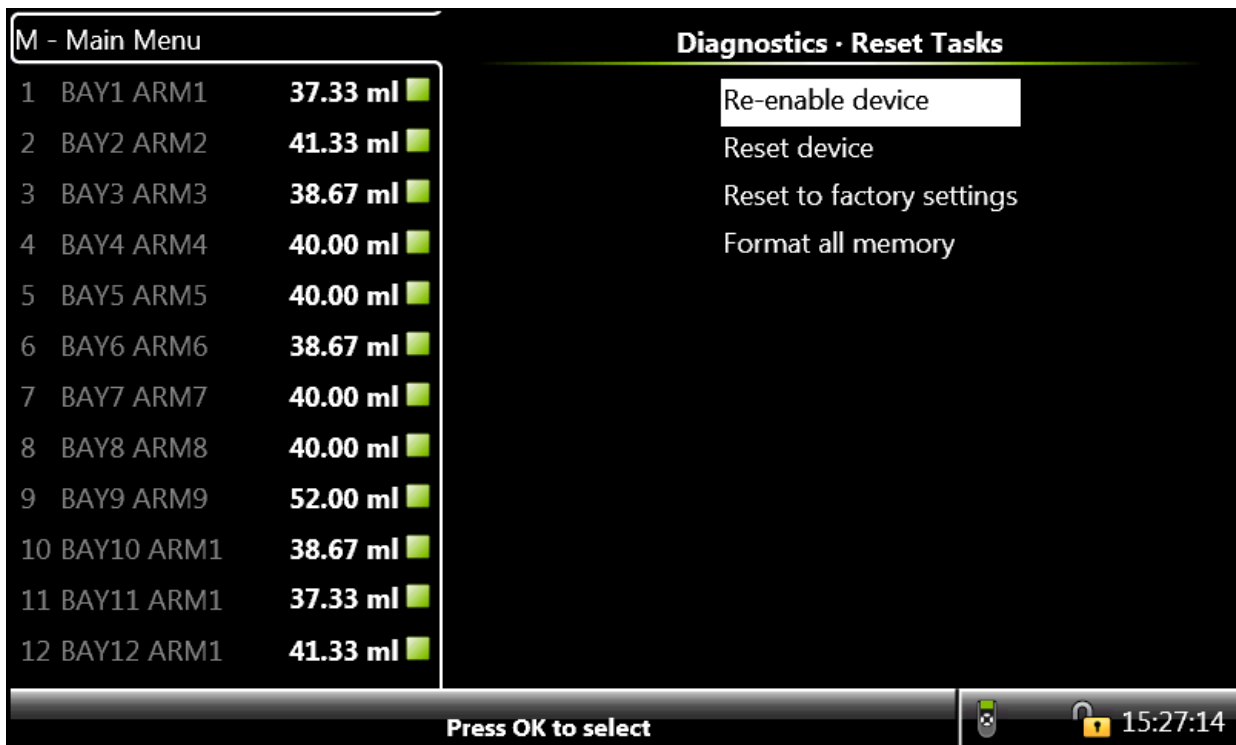 M - Main Menu
1 BAY1 ARM1 37.33 ml
2 BAY2 ARM2 41.33 ml
3 BAY3 ARM3 38.67 ml
4 BAY4 ARM4 40.00 ml
5 BAY5 ARM5 40.00 ml
6 BAY6 ARM6 38.67 ml
7 BAY7 ARM7 40.00 ml
8 BAY8 ARM8 40.00 ml
9 BAY9 ARM9 52.00 ml
10 BAY10 ARM1 38.67 ml
11 BAY11 ARM1 37.33 ml
12 BAY12 ARM1 41.33 ml
Diagnostics · Reset Tasks
Re-enable device
Reset device
Reset to factory settings
Format all memory
Press OK to select
15:27:14